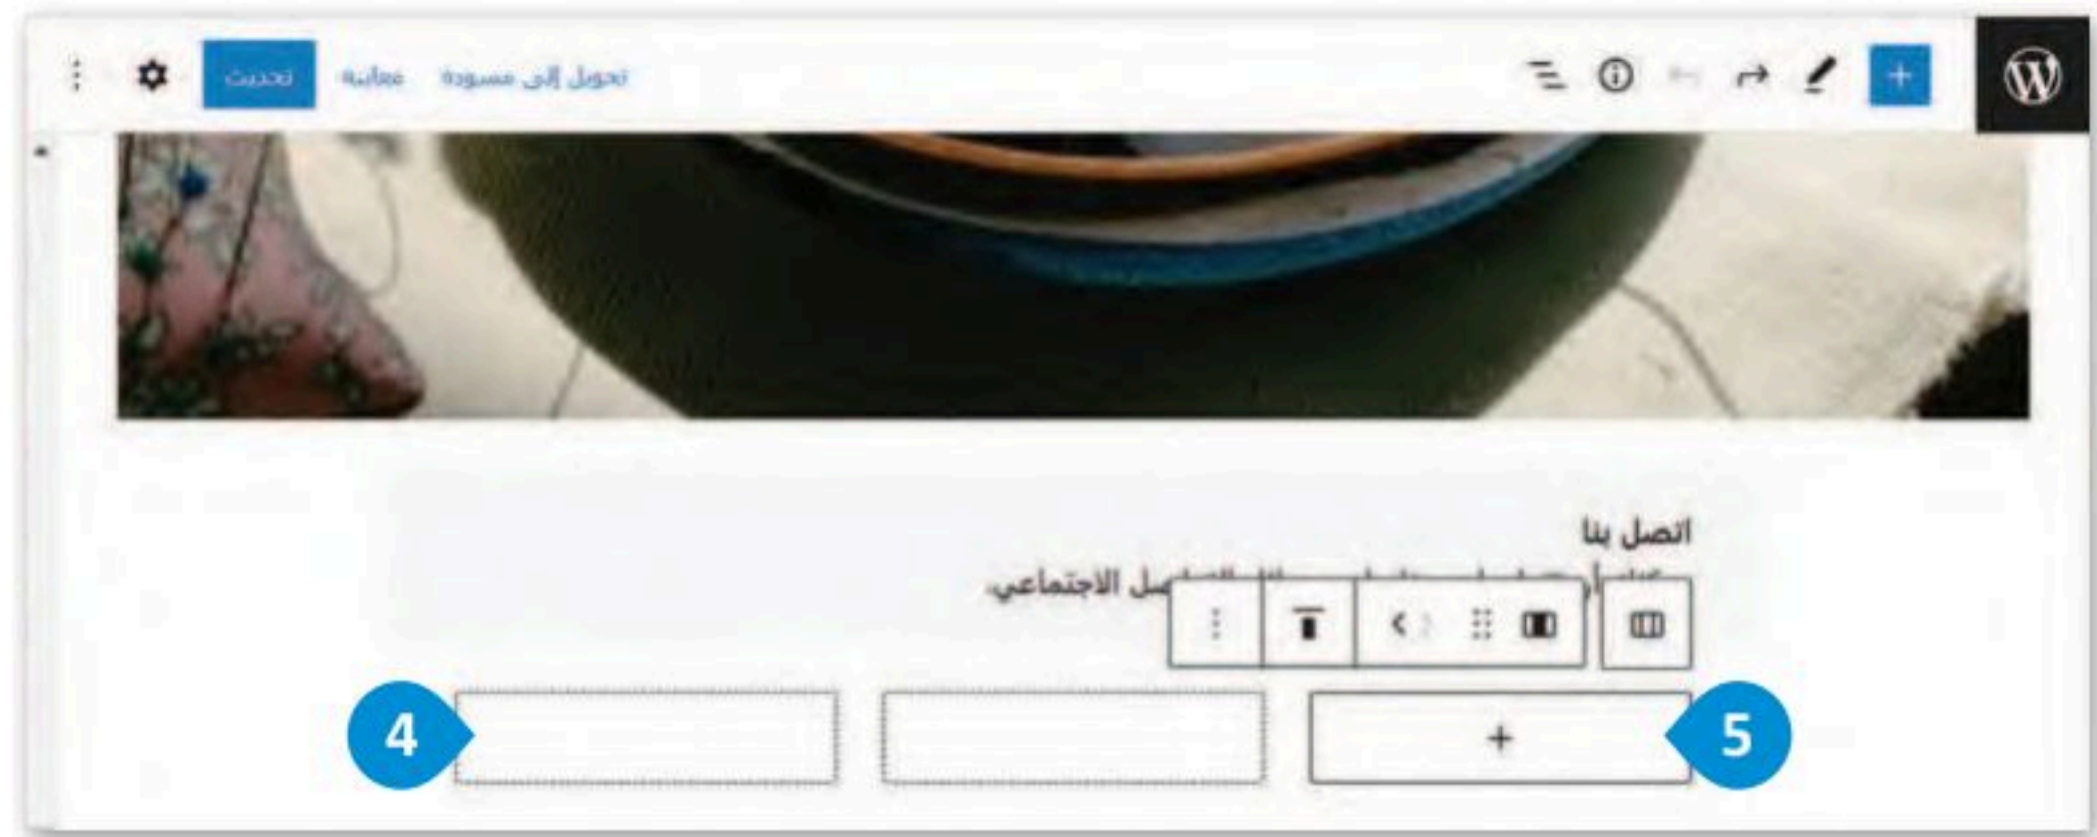 تحويل إلى مسودة
معاينة
تحديث
اتصل بنا
الاجتماعي.
5
4